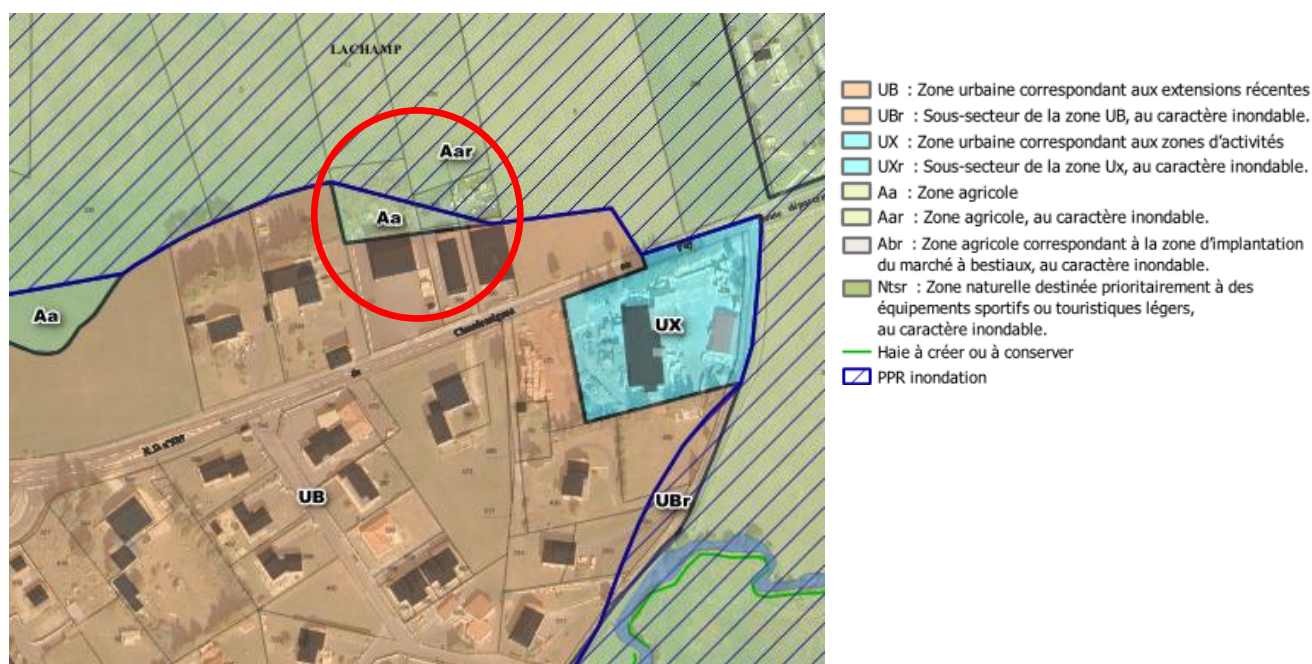 LACHAMP
Aar
Aa
Aa
UX
UB
UBr
UB : Zone urbaine correspondant aux extensions récentes
UBr : Sous-secteur de la zone UB, au caractère inondable.
UX : Zone urbaine correspondant aux zones d'activités
UXr : Sous-secteur de la zone Ux, au caractère inondable.
Aa : Zone agricole
Aar : Zone agricole, au caractère inondable.
Abr : Zone agricole correspondant à la zone d'implantation
du marché à bestiaux, au caractère inondable.
Ntsr : Zone naturelle destinée prioritairement à des
équipements sportifs ou touristiques légers,
au caractère inondable.
Haie à créer ou à conserver
PPR inondation